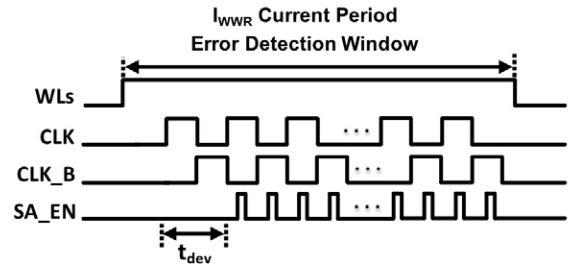 IWWR Current Period
Error Detection Window
WLs
CLK
...
CLK_B
...
SA_EN
...
tdev